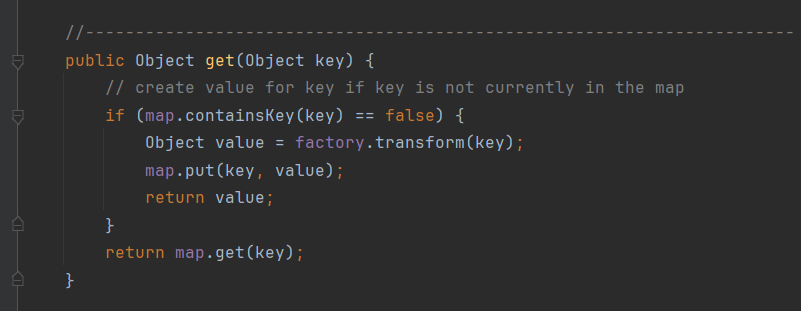 //-----------------------------------------------------------------------
public Object get(Object key) {
// create value for key if key is not currently in the map
if (map.containsKey(key) == false) {
Object value = factory.transform(key);
map.put(key, value);
return value;
}
return map.get(key);
}